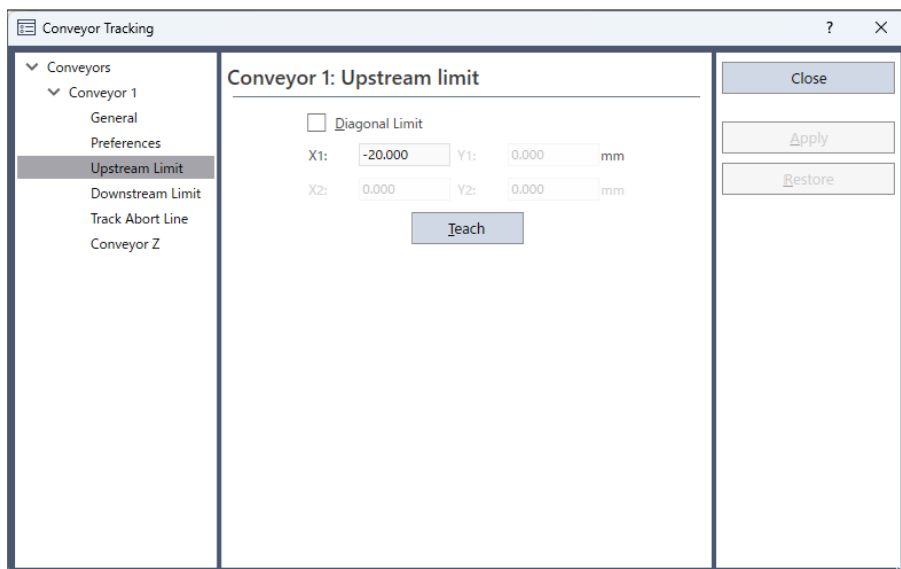 Conveyor Tracking
?
Conveyors
Conveyor 1
General
Preferences
Upstream Limit
Downstream Limit
Track Abort Line
Conveyor Z
Conveyor 1: Upstream limit
Diagonal Limit
X1: -20.000 Y1: 0.000 mm
X2: 0.000 Y2: 0.000 mm
Teach
Close
Apply
Restore